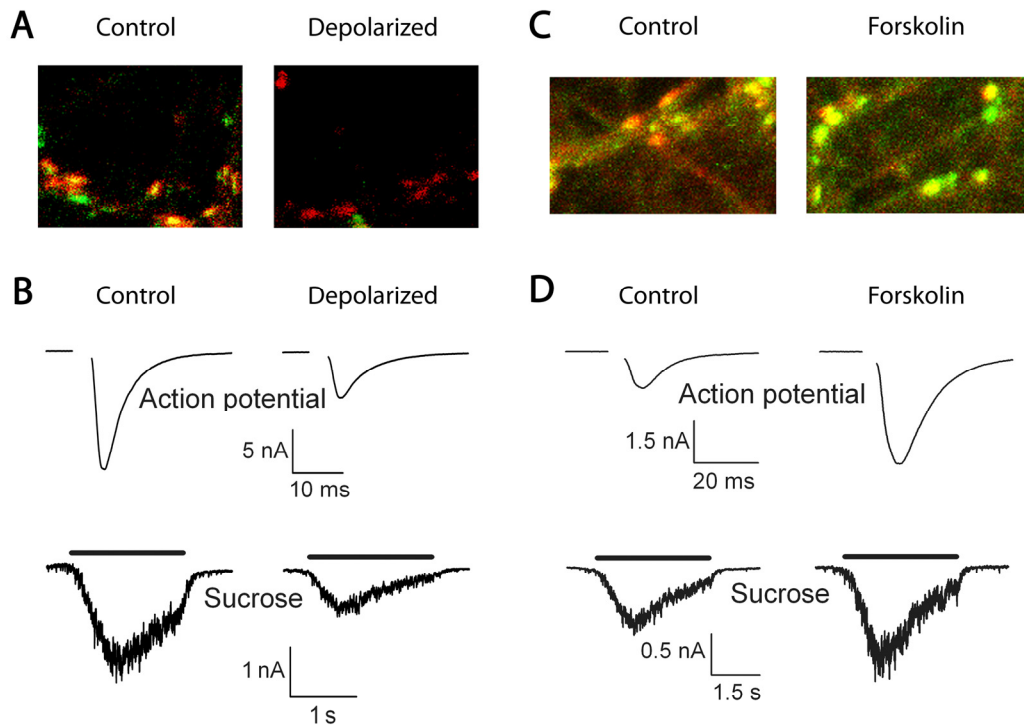 A
Control
Depolarized
C
Control
Forskolin
B
Control
Depolarized
Action potential
5 nA
10 ms
Sucrose
1 nA
1 s
D
Control
Forskolin
Action potential
1.5 nA
20 ms
Sucrose
0.5 nA
1.5 s